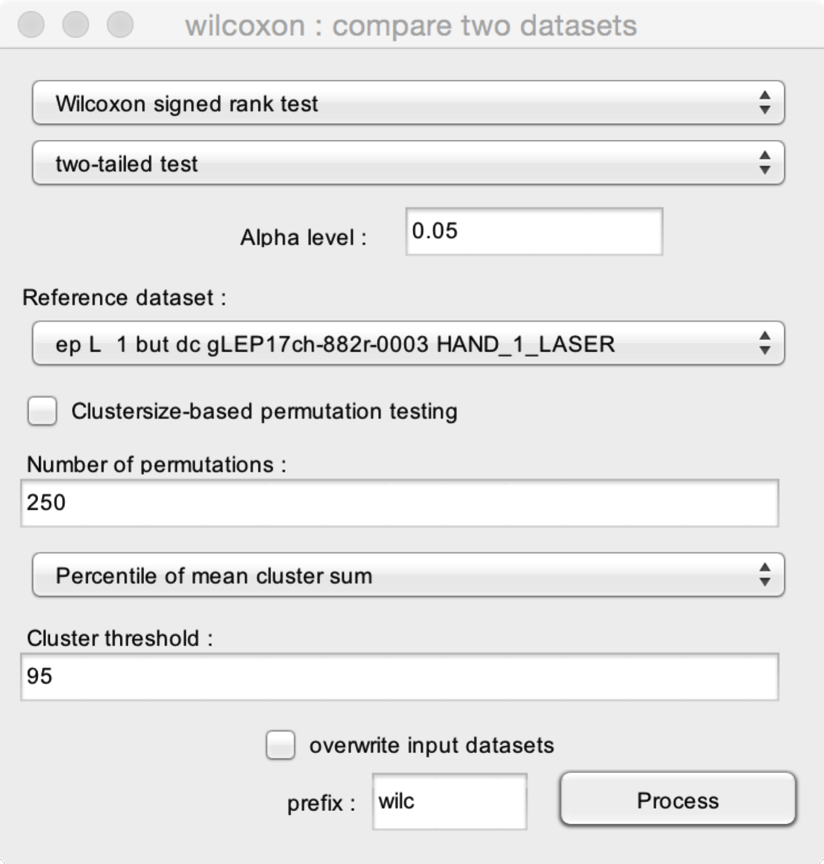 wilcoxon : compare two datasets
Wilcoxon signed rank test
two-tailed test
Alpha level : 0.05
Reference dataset :
ep L  1 but dc gLEP17ch-882r-0003 HAND_1_LASER
Clustersize-based permutation testing
Number of permutations :
250
Percentile of mean cluster sum
Cluster threshold :
95
overwrite input datasets
prefix : wilc Process